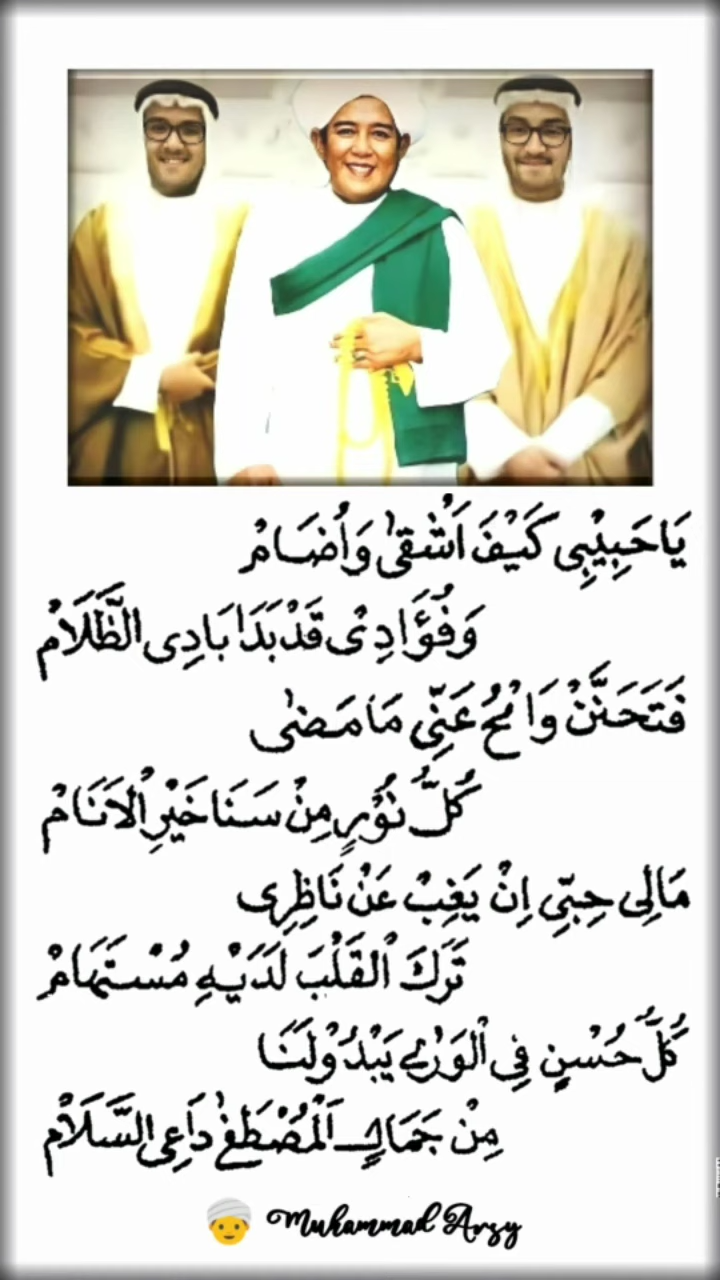 يَاحَبِيْبِى كَيْفَ اَشْقٰى وَاُضَامْ
وَفُؤَادِىْ قَدْبَدَا بَادِى الظَّلَامْ
فَتَحَنَّنْ وَامْحُ عَنِّى مَا مَضٰى
كُلُّ نُوْرٍ مِنْ سَنَا خَيْرِ الْاَنَامْ
مَالِى حِبِّى اِنْ يَغِبْ عَنْ نَاظِرِى
تَرَكَ الْقَلْبَ لَدَيْهِ مُسْتَهَامْ
كُلُّ حُسْنٍ فِى الْوَرٰى يَبْدُوْلَنَا
مِنْ جَمَالِ الْمُصْطَفٰى دَاعِى السَّلَامْ
Muhammad Arsy